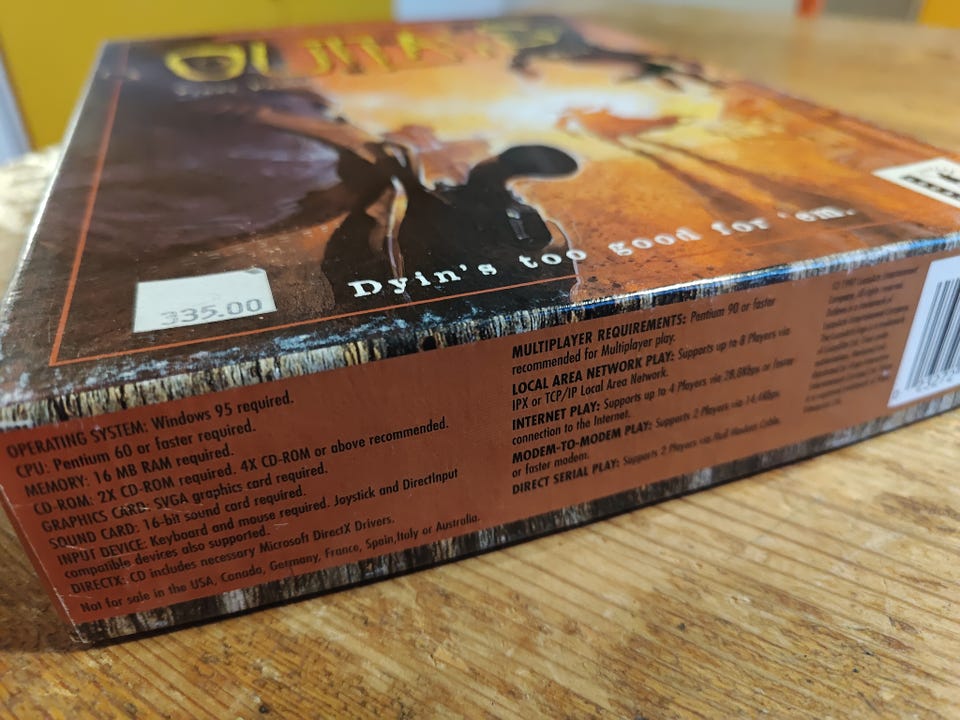 OUTLAWS
Dyin's too good for 'em.
335.00
OPERATING SYSTEM: Windows 95 required.
CPU: Pentium 60 or faster required.
MEMORY: 16 MB RAM required.
CD-ROM: 2X CD-ROM required. 4X CD-ROM or above recommended.
GRAPHICS CARD: SVGA graphics card required.
SOUND CARD: 16-bit sound card required.
INPUT DEVICE: Keyboard and mouse required. Joystick and DirectInput
compatible devices also supported.
DIRECTX: CD includes necessary Microsoft DirectX Drivers.
Not for sale in the USA, Canada, Germany, France, Spain,Italy or Australia.
MULTIPLAYER REQUIREMENTS: Pentium 90 or faster
recommended for Multiplayer play.
LOCAL AREA NETWORK PLAY: Supports up to 8 Players via
IPX or TCP/IP Local Area Network.
INTERNET PLAY: Supports up to 4 Players via 28.8Kbps or faster
connection to the Internet.
MODEM-TO-MODEM PLAY: Supports 2 Players via 14.4Kbps
or faster modem.
DIRECT SERIAL PLAY: Supports 2 Players via Null Modem Cable.